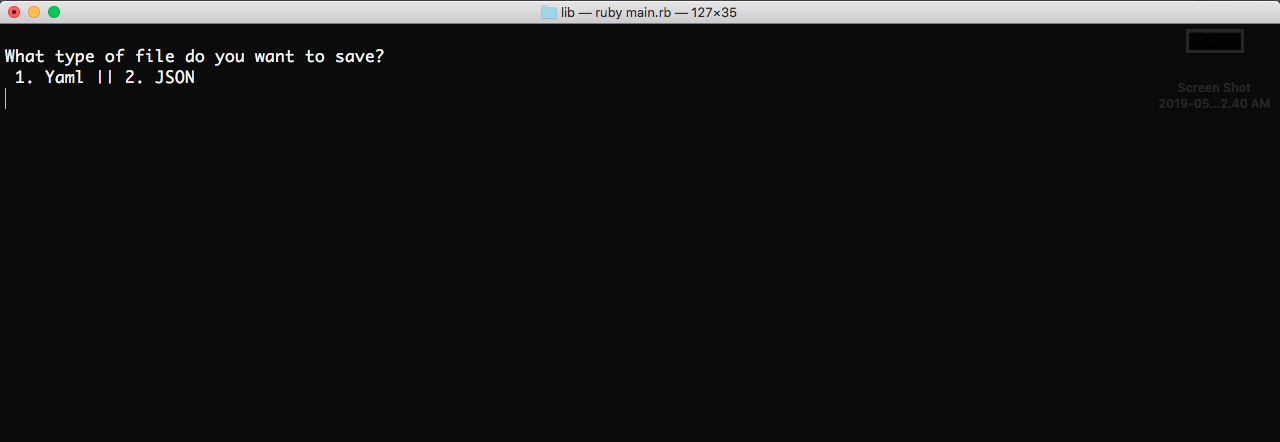 lib — ruby main.rb — 127×35
What type of file do you want to save?
1. Yaml || 2. JSON
Screen Shot
2019-05...2.40 AM